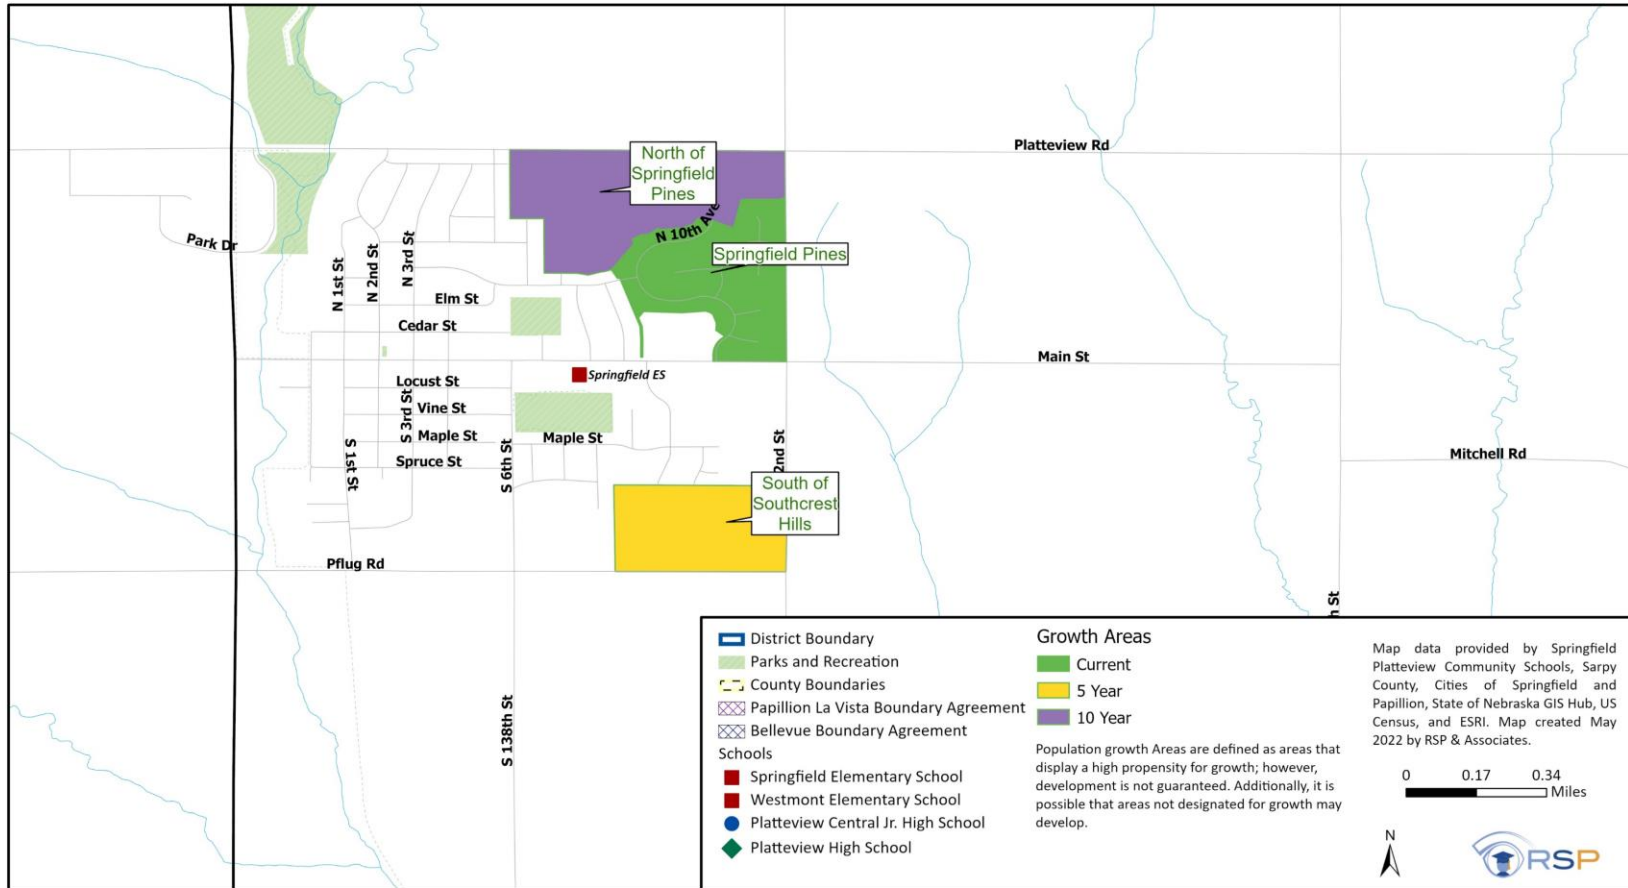 Platteview Rd
North of
Springfield
Pines
N 10th Ave
Park Dr
Springfield Pines
N 1st St
N 2nd St
N 3rd St
Elm St
Cedar St
Main St
Springfield ES
Locust St
S 3rd St
Vine St
Maple St
Maple St
S 1st St
Spruce St
S 6th St
2nd St
Mitchell Rd
South of
Southcrest
Hills
Pflug Rd
S 138th St
h St
District Boundary
Parks and Recreation
County Boundaries
Papillion La Vista Boundary Agreement
Bellevue Boundary Agreement
Schools
Springfield Elementary School
Westmont Elementary School
Platteview Central Jr. High School
Platteview High School
Growth Areas
Current
5 Year
10 Year
Population growth Areas are defined as areas that
display a high propensity for growth; however,
development is not guaranteed. Additionally, it is
possible that areas not designated for growth may
develop.
Map data provided by Springfield
Platteview Community Schools, Sarpy
County, Cities of Springfield and
Papillion, State of Nebraska GIS Hub, US
Census, and ESRI. Map created May
2022 by RSP & Associates.
0 0.17 0.34
Miles
N
RSP